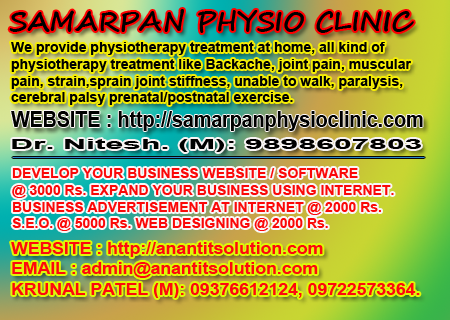 SAMARPAN PHYSIO CLINIC
We provide physiotherapy treatment at home, all kind of
physiotherapy treatment like Backache, joint pain, muscular
pain, strain,sprain joint stiffness, unable to walk, paralysis,
cerebral palsy prenatal/postnatal exercise.
WEBSITE : http://samarpanphysioclinic.com
Dr. Nitesh. (M): 9898607803
DEVELOP YOUR BUSINESS WEBSITE / SOFTWARE
@ 3000 Rs. EXPAND YOUR BUSINESS USING INTERNET.
BUSINESS ADVERTISEMENT AT INTERNET @ 2000 Rs.
S.E.O. @ 5000 Rs. WEB DESIGNING @ 2000 Rs.
WEBSITE : http://anantitsolution.com
EMAIL : admin@anantitsolution.com
KRUNAL PATEL (M): 09376612124, 09722573364.